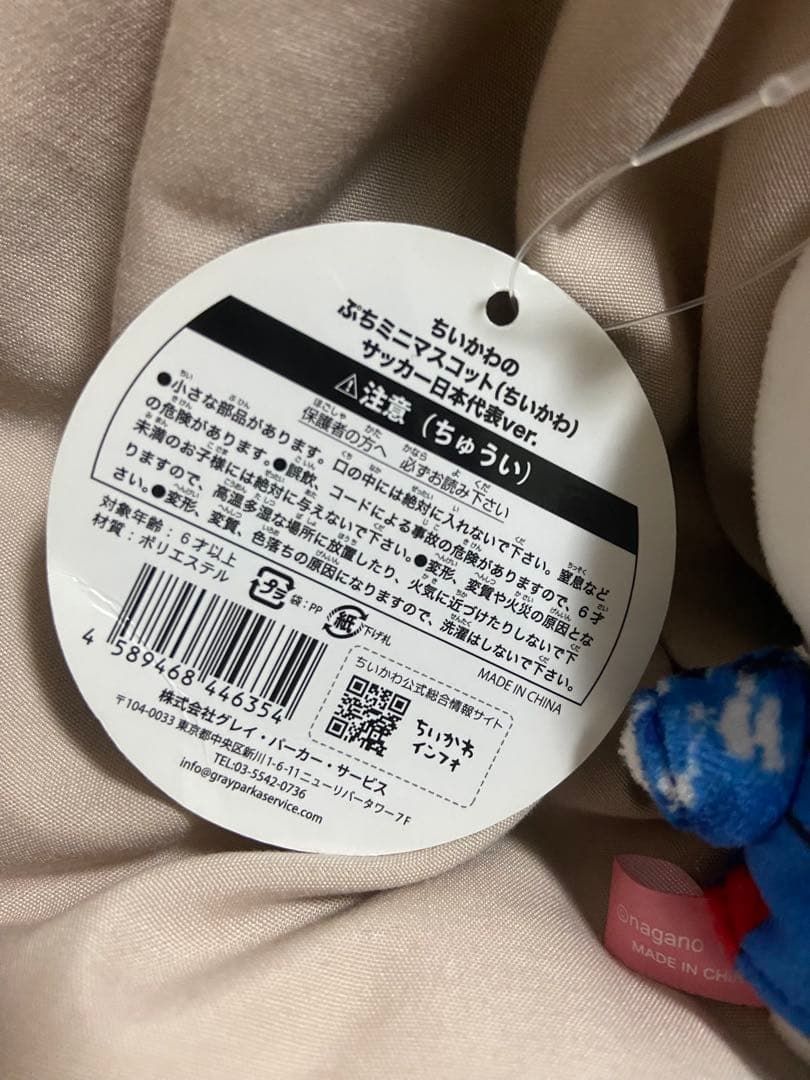 ちいかわの
ぷちミニマスコット(ちいかわ)
サッカー日本代表ver.
⚠注意(ちゅうい)
保護者の方へ 必ずお読み下さい
●小さな部品があります。口の中には絶対に入れないで下さい。窒息など
の危険があります。●誤飲、コードによる事故の危険がありますので、6才
未満のお子様には絶対に与えないで下さい。●変形、変質や火災の原因とな
りますので、高温多湿な場所に放置したり、火気に近づけたりしないで下
さい。●変形、変質、色落ちの原因になりますので、洗濯はしないで下さい。
対象年齢:6才以上
材質:ポリエステル
MADE IN CHINA
プラ 袋:PP 紙 下げ札
4 589468 446354
ちいかわ公式総合情報サイト
ちいかわ
インフォ
株式会社グレイ・パーカー・サービス
〒104-0033 東京都中央区新川1-6-11ニューリバータワー7F
TEL:03-5542-0736
info@grayparkaservice.com
©nagano
MADE IN CH